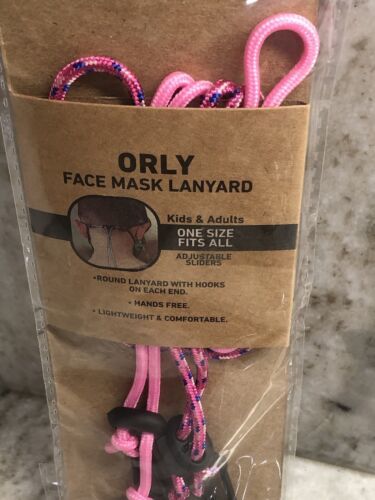 ORLY
FACE MASK LANYARD
Kids & Adults
ONE SIZE
FITS ALL
ADJUSTABLE
SLIDERS
•ROUND LANYARD WITH HOOKS
ON EACH END.
• HANDS FREE.
• LIGHTWEIGHT & COMFORTABLE.